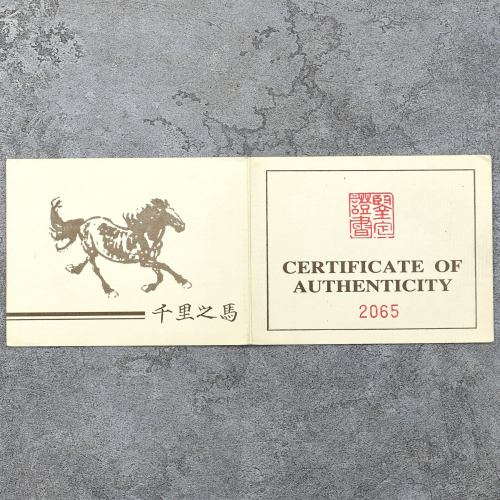 千里之馬
鑒定
證書
CERTIFICATE OF
AUTHENTICITY
2065